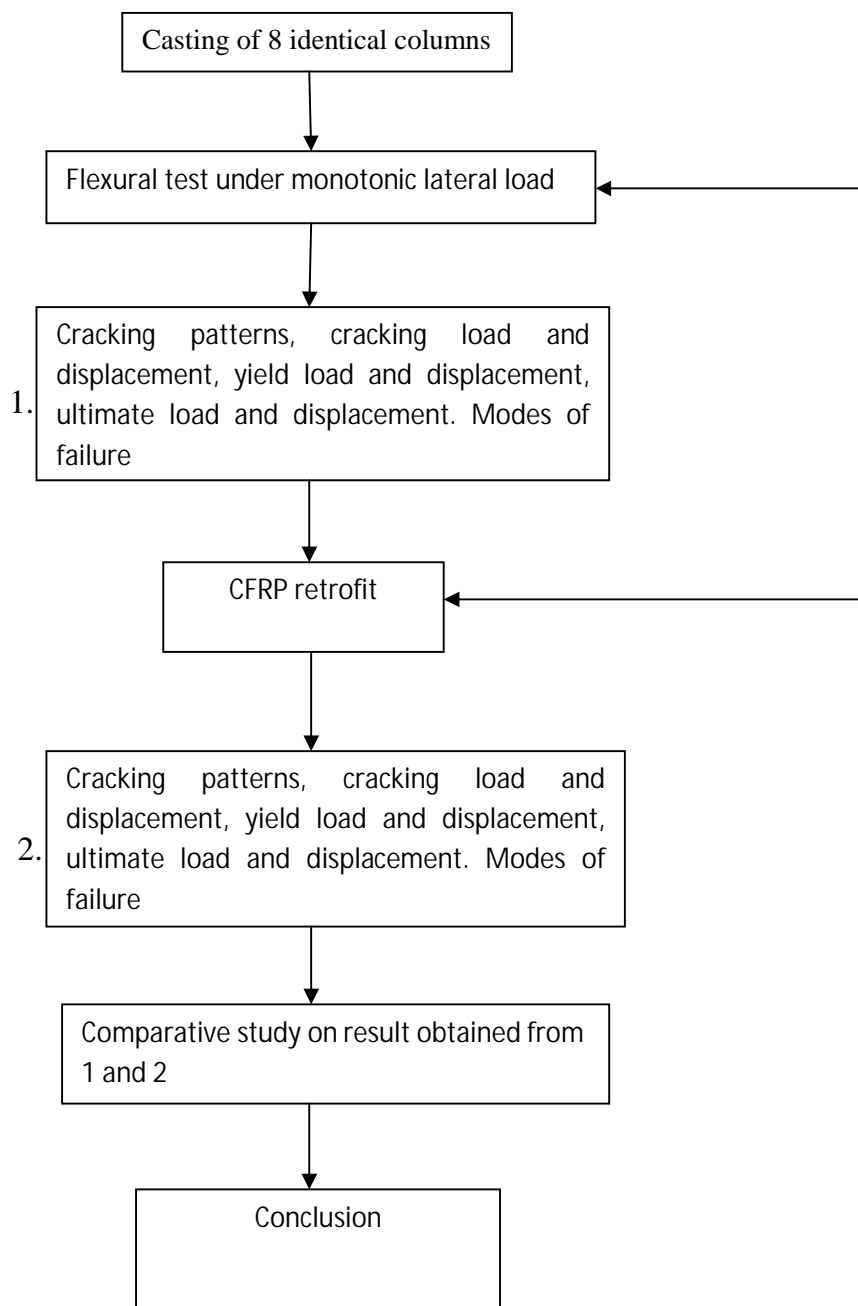 Casting of 8 identical columns
Flexural test under monotonic lateral load
1.
Cracking patterns, cracking load and
displacement, yield load and displacement,
ultimate load and displacement. Modes of
failure
CFRP retrofit
2.
Cracking patterns, cracking load and
displacement, yield load and displacement,
ultimate load and displacement. Modes of
failure
Comparative study on result obtained from
1 and 2
Conclusion